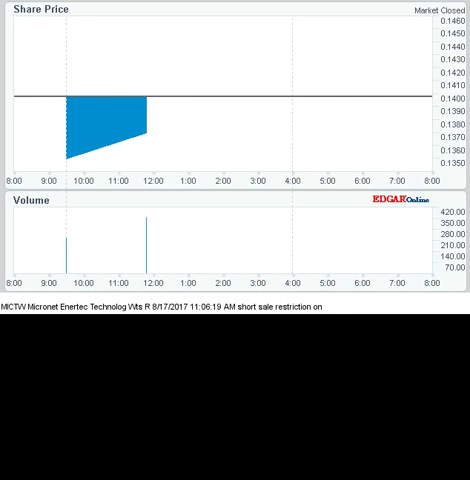 Share Price
Market Closed
0.1460
0.1450
0.1440
0.1430
0.1420
0.1410
0.1400
0.1390
0.1380
0.1370
0.1360
0.1350
8:00 9:00 10:00 11:00 12:00 1:00 2:00 3:00 4:00 5:00 6:00 7:00 8:00
Volume
EDGAROnline
420.00
350.00
280.00
210.00
140.00
70.00
8:00 9:00 10:00 11:00 12:00 1:00 2:00 3:00 4:00 5:00 6:00 7:00 8:00
MICTW Micronet Enertec Technolog Wts R 8/17/2017 11:06:19 AM short sale restriction on